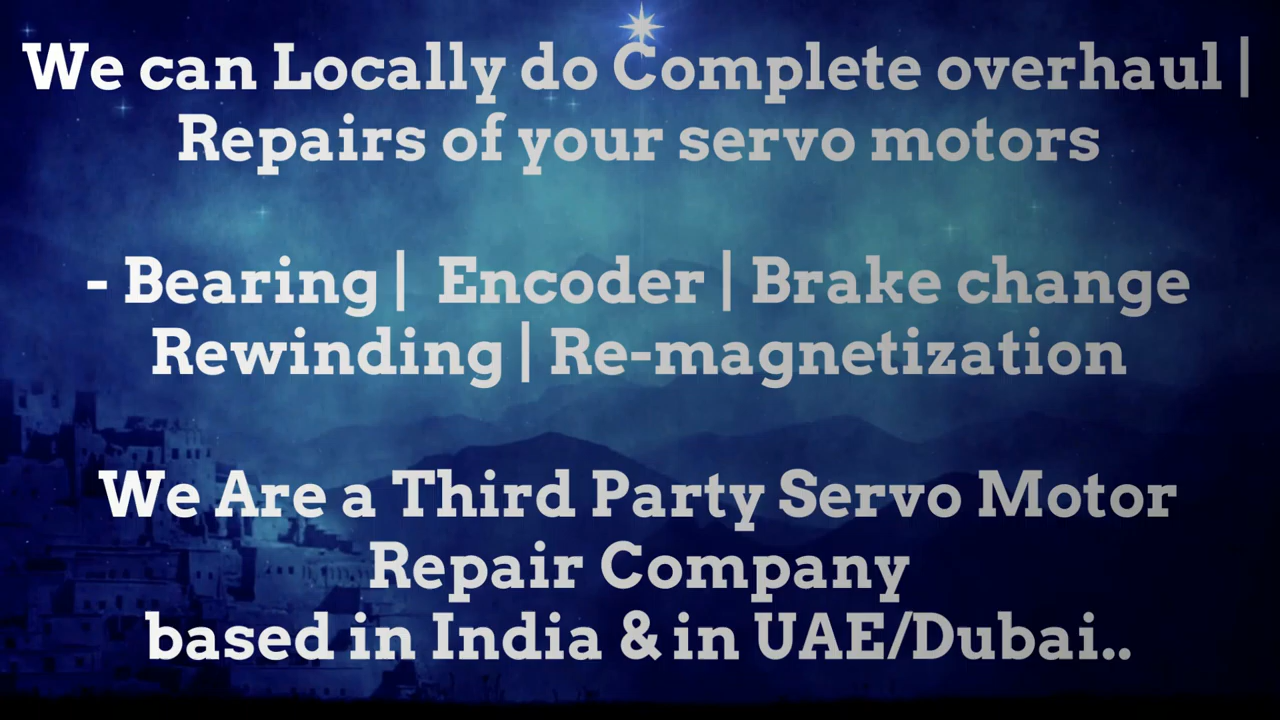 We can Locally do Complete overhaul |
Repairs of your servo motors
- Bearing | Encoder | Brake change
Rewinding | Re-magnetization
We Are a Third Party Servo Motor
Repair Company
based in India & in UAE/Dubai..